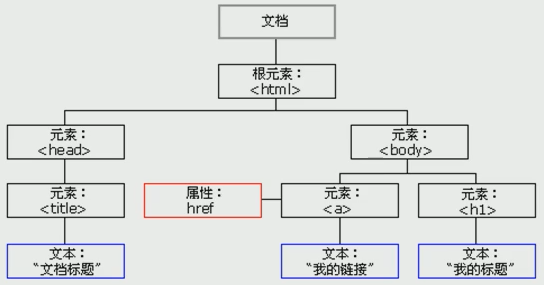 文档
根元素：
<html>
元素：
<head>
元素：
<body>
元素：
<title>
属性：
href
元素：
<a>
元素：
<h1>
文本：
“文档标题”
文本：
“我的链接”
文本：
“我的标题”